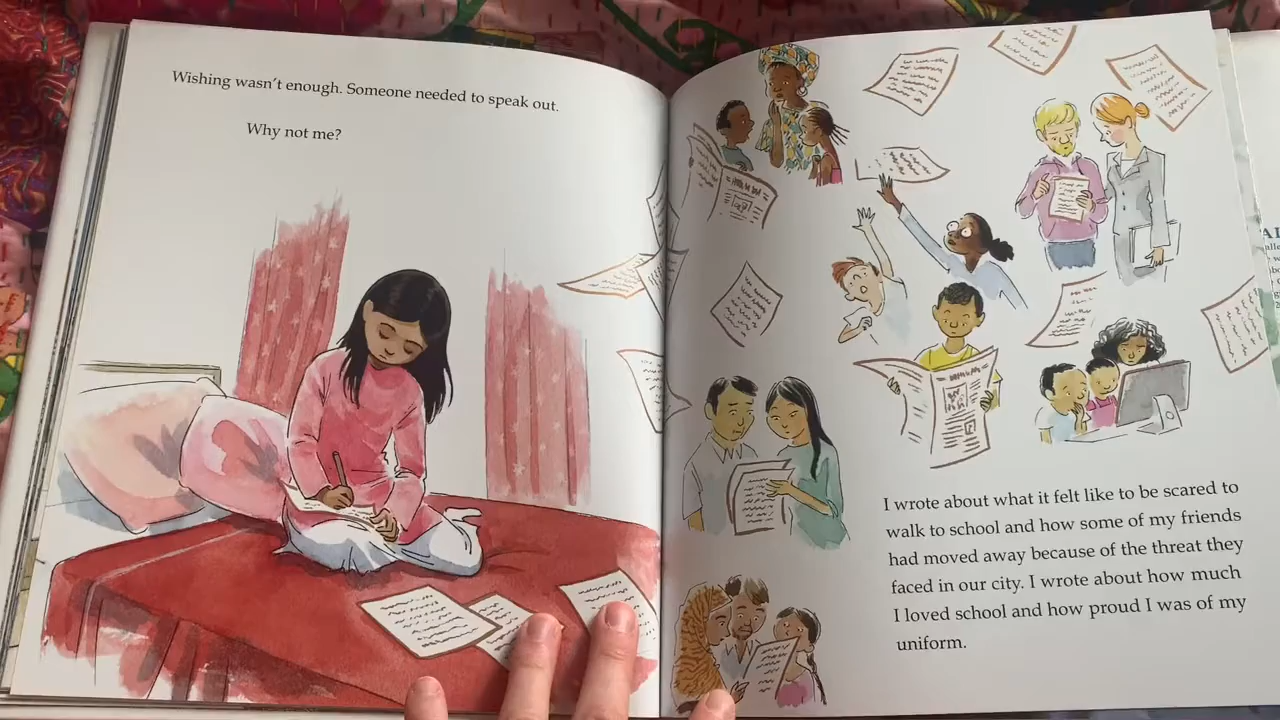 Wishing wasn't enough. Someone needed to speak out.
Why not me?
I wrote about what it felt like to be scared to
walk to school and how some of my friends
had moved away because of the threat they
faced in our city. I wrote about how much
I loved school and how proud I was of my
uniform.